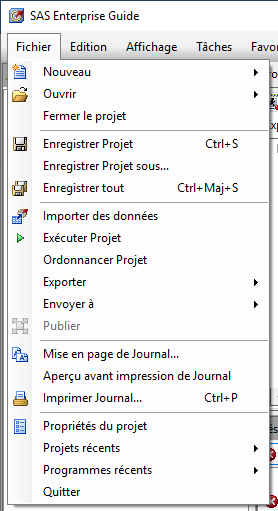 SAS Enterprise Guide
Fichier Edition Affichage Tâches Favo
Nouveau
Ouvrir
Fermer le projet
Enregistrer Projet Ctrl+S
Enregistrer Projet sous...
Enregistrer tout Ctrl+Maj+S
Importer des données
Exécuter Projet
Ordonnancer Projet
Exporter
Envoyer à
Publier
Mise en page de Journal...
Aperçu avant impression de Journal
Imprimer Journal... Ctrl+P
Propriétés du projet
Projets récents
Programmes récents
Quitter